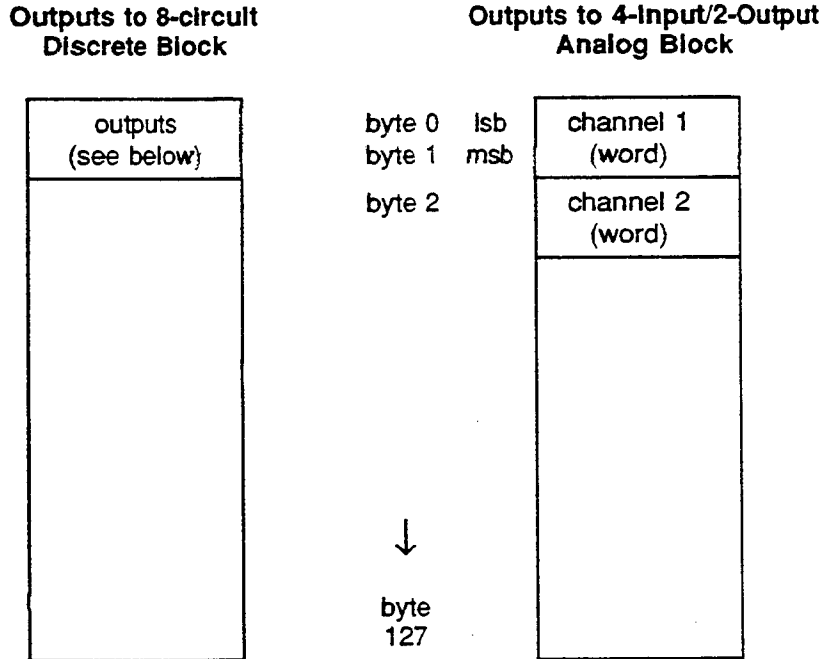 Outputs to 8-circuit
Discrete Block
Outputs to 4-Input/2-Output
Analog Block
outputs
(see below)
byte 0 lsb
byte 1 msb
byte 2
↓
byte
127
channel 1
(word)
channel 2
(word)